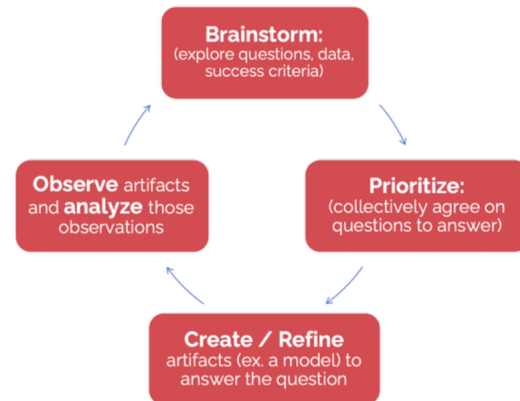 Brainstorm:
(explore questions, data,
success criteria)
Prioritize:
(collectively agree on
questions to answer)
Create / Refine
artifacts (ex. a model) to
answer the question
Observe artifacts
and analyze those
observations